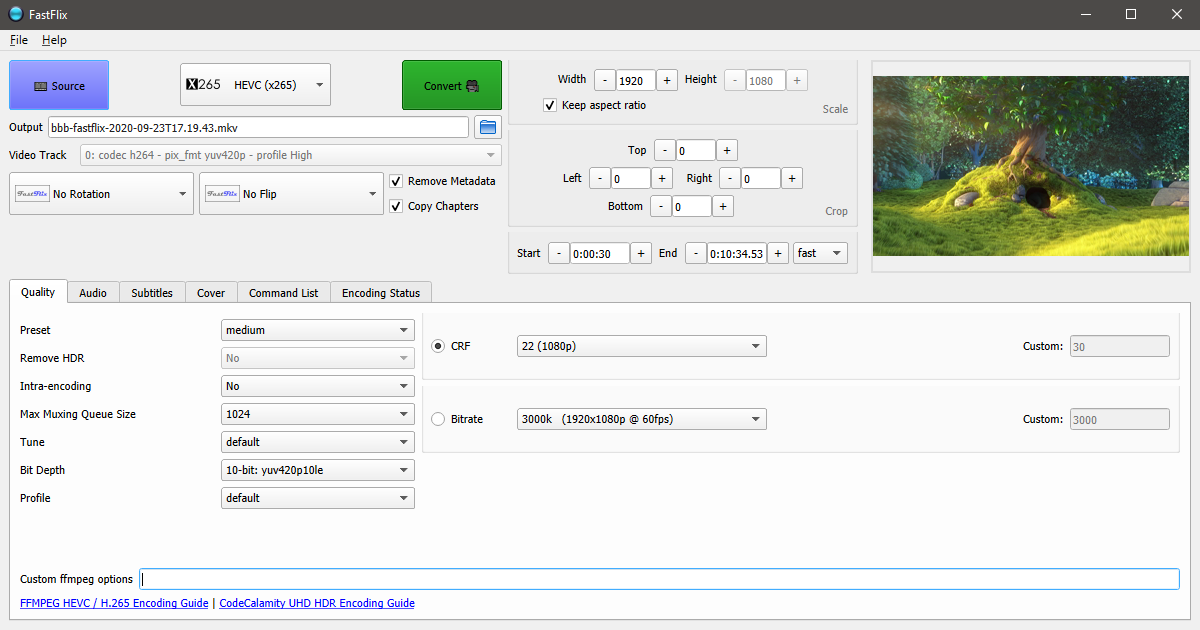 FastFlix
File Help
Source
X265 HEVC (x265)
Convert
Output bbb-fastflix-2020-09-23T17.19.43.mkv
Video Track 0: codec h264 - pix_fmt yuv420p - profile High
FastFlix No Rotation
FastFlix No Flip
Remove Metadata
Copy Chapters
Width - 1920 + Height - 1080 +
Keep aspect ratio
Scale
Top - 0 +
Left - 0 + Right - 0 +
Bottom - 0 +
Crop
Start - 0:00:30 + End - 0:10:34.53 + fast
Quality Audio Subtitles Cover Command List Encoding Status
Preset medium
Remove HDR No
Intra-encoding No
Max Muxing Queue Size 1024
Tune default
Bit Depth 10-bit: yuv420p10le
Profile default
CRF 22 (1080p) Custom: 30
Bitrate 3000k (1920x1080p @ 60fps) Custom: 3000
Custom ffmpeg options
FFMPEG HEVC / H.265 Encoding Guide | CodeCalamity UHD HDR Encoding Guide